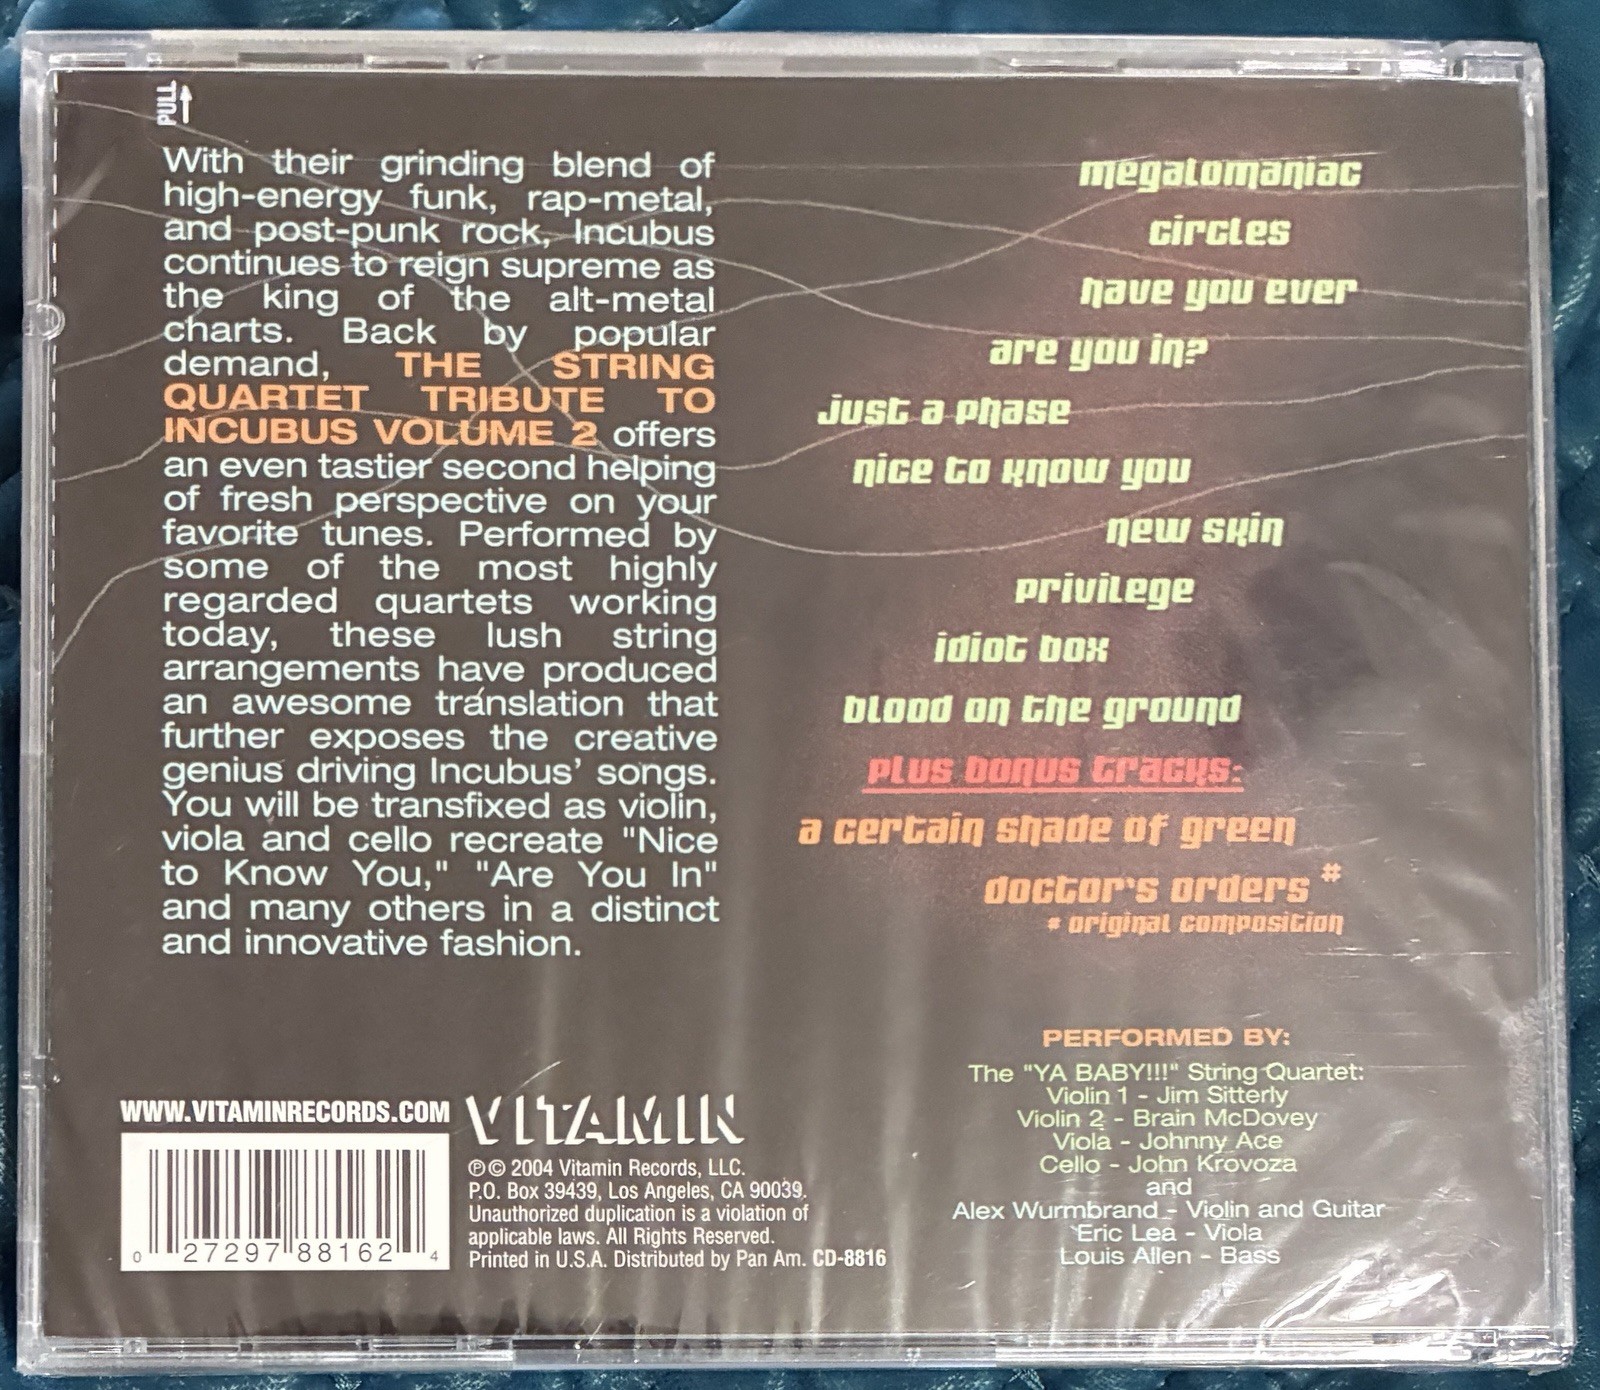 PULL
With their grinding blend of
high-energy funk, rap-metal,
and post-punk rock, Incubus
continues to reign supreme as
the king of the alt-metal
charts. Back by popular
demand, THE STRING
QUARTET TRIBUTE TO
INCUBUS VOLUME 2 offers
an even tastier second helping
of fresh perspective on your
favorite tunes. Performed by
some of the most highly
regarded quartets working
today, these lush string
arrangements have produced
an awesome translation that
further exposes the creative
genius driving Incubus' songs.
You will be transfixed as violin,
viola and cello recreate "Nice
to Know You," "Are You In"
and many others in a distinct
and innovative fashion.
megalomaniac
circles
have you ever
are you in?
just a phase
nice to know you
new skin
privilege
idiot box
blood on the ground
plus bonus tracks:
a certain shade of green
doctor's orders #
# original composition
PERFORMED BY:
The "YA BABY!!!" String Quartet:
Violin 1 - Jim Sitterly
Violin 2 - Brain McDovey
Viola - Johnny Ace
Cello - John Krovoza
and
Alex Wurmbrand - Violin and Guitar
Eric Lea - Viola
Louis Allen - Bass
WWW.VITAMINRECORDS.COM
0 27297 88162 4
VITAMIN
℗© 2004 Vitamin Records, LLC.
P.O. Box 39439, Los Angeles, CA 90039.
Unauthorized duplication is a violation of
applicable laws. All Rights Reserved.
Printed in U.S.A. Distributed by Pan Am. CD-8816